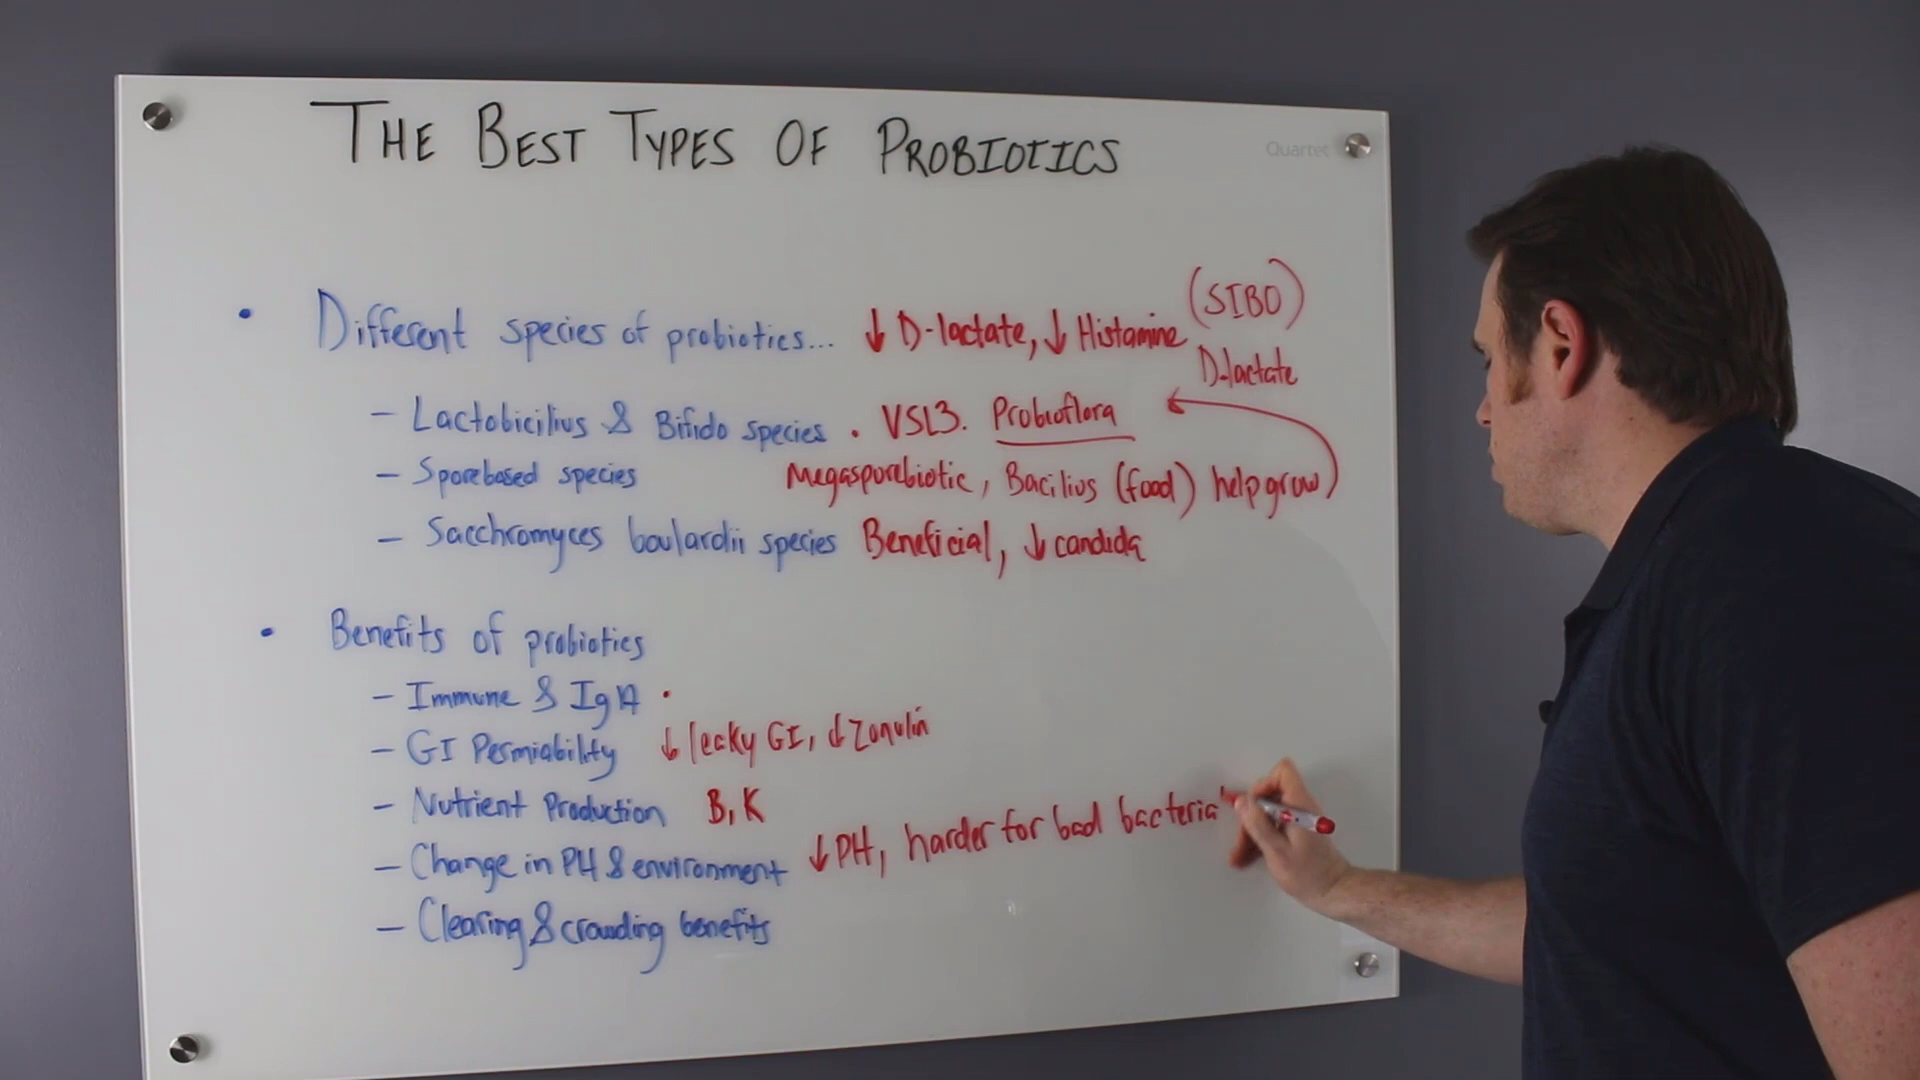 THE BEST TYPES OF PROBIOTICS
Quartet
• Different species of probiotics... ↓ D-lactate, ↓ Histamine (SIBO)
D-lactate
- Lactobicilius & Bifido species . VSL3. Probioflora
- Sporebased species Megasporebiotic, Bacilius (food) help grow
- Sacchromyces boulardii species Beneficial, ↓ candida
• Benefits of probiotics
- Immune & IgA .
- GI Permiability ↓ leaky GI, ↓ Zonulin
- Nutrient Production B, K
- Change in PH & environment ↓ PH, harder for bad bacteria
- Clearing & crowding benefits